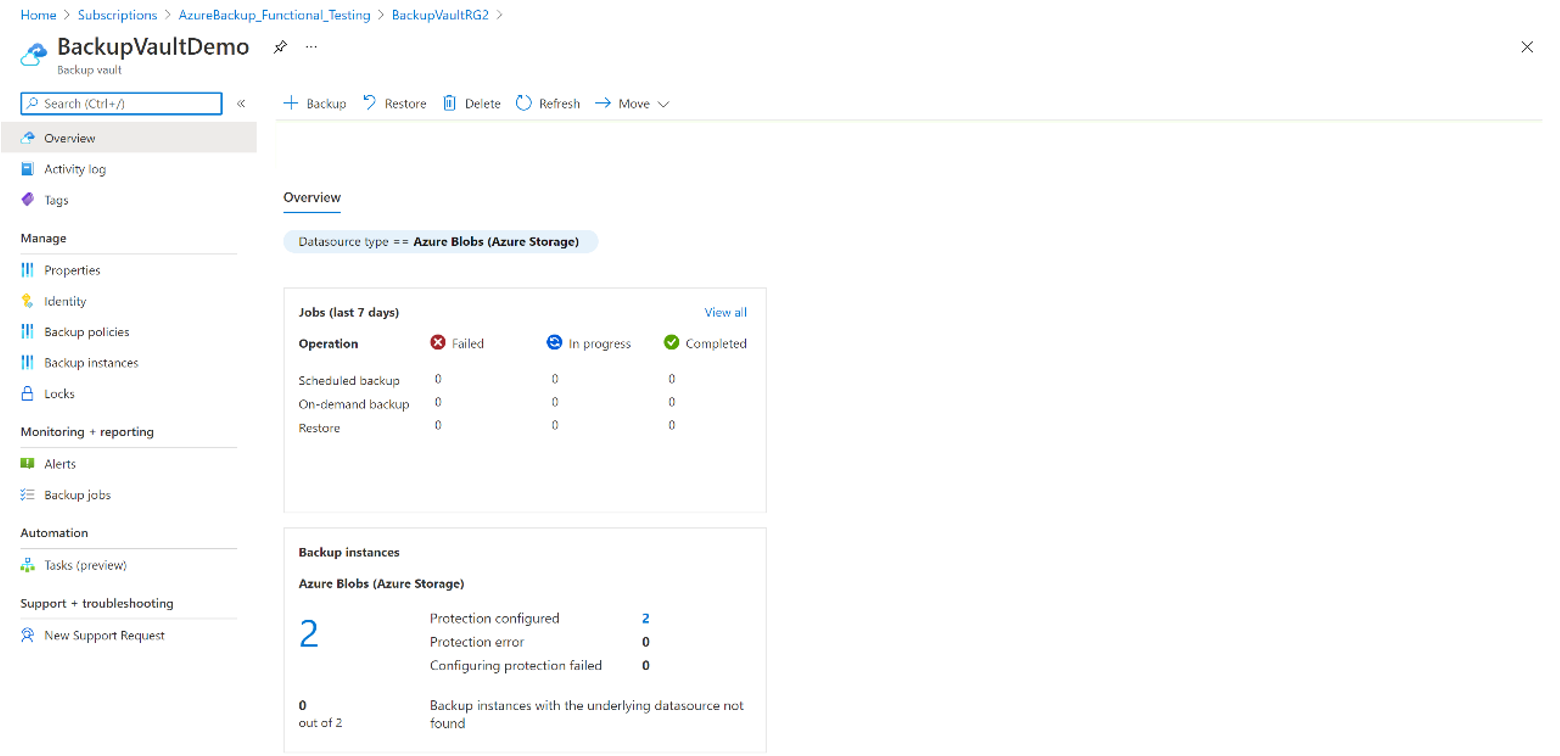 Home > Subscriptions > AzureBackup_Functional_Testing > BackupVaultRG2 >
BackupVaultDemo ...
Backup vault
Search (Ctrl+/) «
Overview
Activity log
Tags
Manage
Properties
Identity
Backup policies
Backup instances
Locks
Monitoring + reporting
Alerts
Backup jobs
Automation
Tasks (preview)
Support + troubleshooting
New Support Request
Backup Restore Delete Refresh Move
Overview
Datasource type == Azure Blobs (Azure Storage)
Jobs (last 7 days) View all
Operation Failed In progress Completed
Scheduled backup 0 0 0
On-demand backup 0 0 0
Restore 0 0 0
Backup instances
Azure Blobs (Azure Storage)
2
Protection configured 2
Protection error 0
Configuring protection failed 0
0
out of 2
Backup instances with the underlying datasource not
found